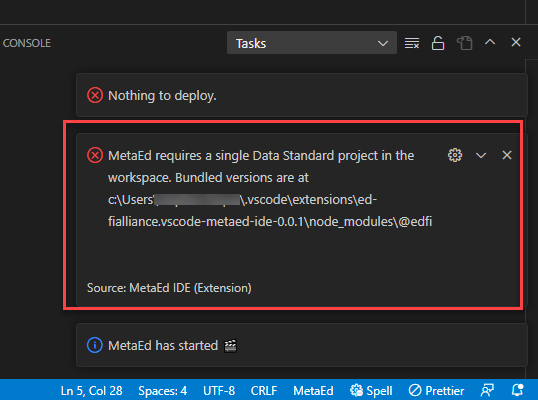 CONSOLE
Tasks
Nothing to deploy.
MetaEd requires a single Data Standard project in the
workspace. Bundled versions are at
c:\Users\ \.vscode\extensions\ed-
fialliance.vscode-metaed-ide-0.0.1\node_modules\@edfi
Source: MetaEd IDE (Extension)
MetaEd has started
Ln 5, Col 28 Spaces: 4 UTF-8 CRLF MetaEd Spell Prettier